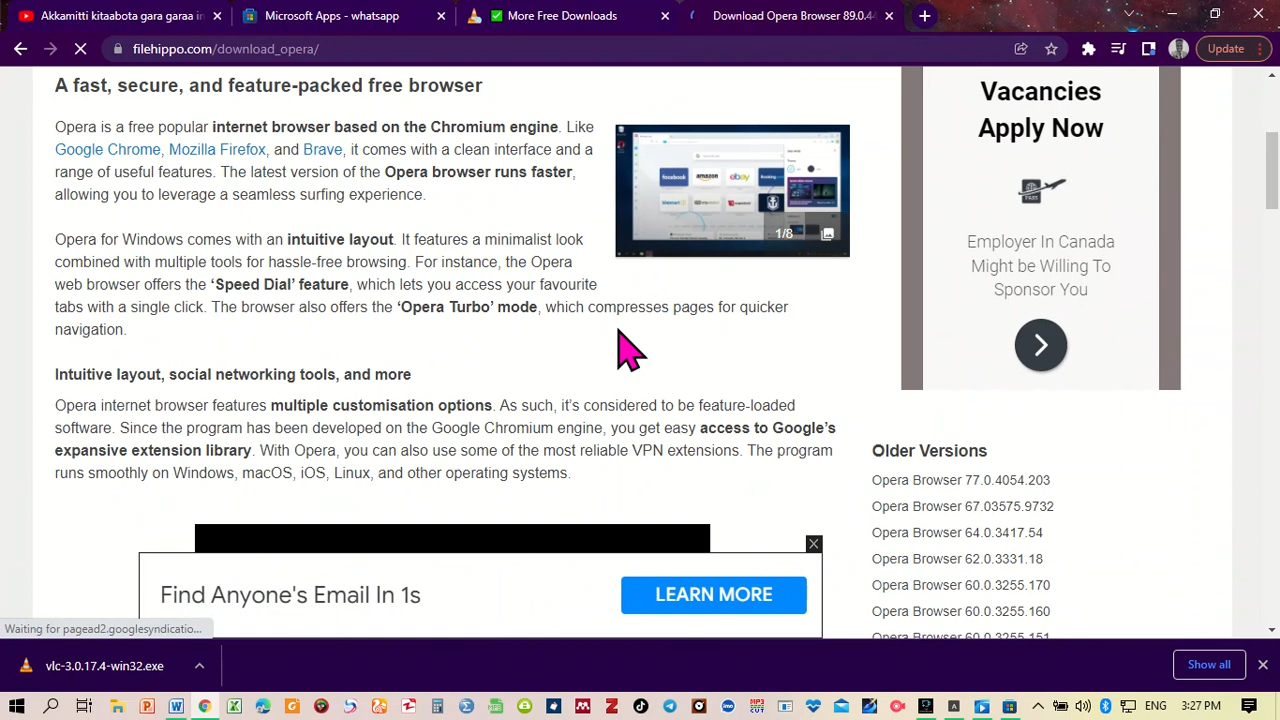 Akkamitti kitaabota gara garaa in
Microsoft Apps - whatsapp
More Free Downloads
Download Opera Browser 89.0.44
filehippo.com/download_opera/
Update
A fast, secure, and feature-packed free browser
Opera is a free popular internet browser based on the Chromium engine. Like
Google Chrome, Mozilla Firefox, and Brave, it comes with a clean interface and a
range of useful features. The latest version of the Opera browser runs faster,
allowing you to leverage a seamless surfing experience.
Opera for Windows comes with an intuitive layout. It features a minimalist look
combined with multiple tools for hassle-free browsing. For instance, the Opera
web browser offers the ‘Speed Dial’ feature, which lets you access your favourite
tabs with a single click. The browser also offers the ‘Opera Turbo’ mode, which compresses pages for quicker
navigation.
facebook
amazon
ebay
1/8
Intuitive layout, social networking tools, and more
Opera internet browser features multiple customisation options. As such, it’s considered to be feature-loaded
software. Since the program has been developed on the Google Chromium engine, you get easy access to Google’s
expansive extension library. With Opera, you can also use some of the most reliable VPN extensions. The program
runs smoothly on Windows, macOS, iOS, Linux, and other operating systems.
Vacancies
Apply Now
PASS
Employer In Canada
Might be Willing To
Sponsor You
Older Versions
Opera Browser 77.0.4054.203
Opera Browser 67.03575.9732
Opera Browser 64.0.3417.54
Opera Browser 62.0.3331.18
Opera Browser 60.0.3255.170
Opera Browser 60.0.3255.160
Opera Browser 60.0.3255.151
Find Anyone's Email In 1s
LEARN MORE
Waiting for pagead2.googlesyndicatio...
vlc-3.0.17.4-win32.exe
Show all
ENG
3:27 PM